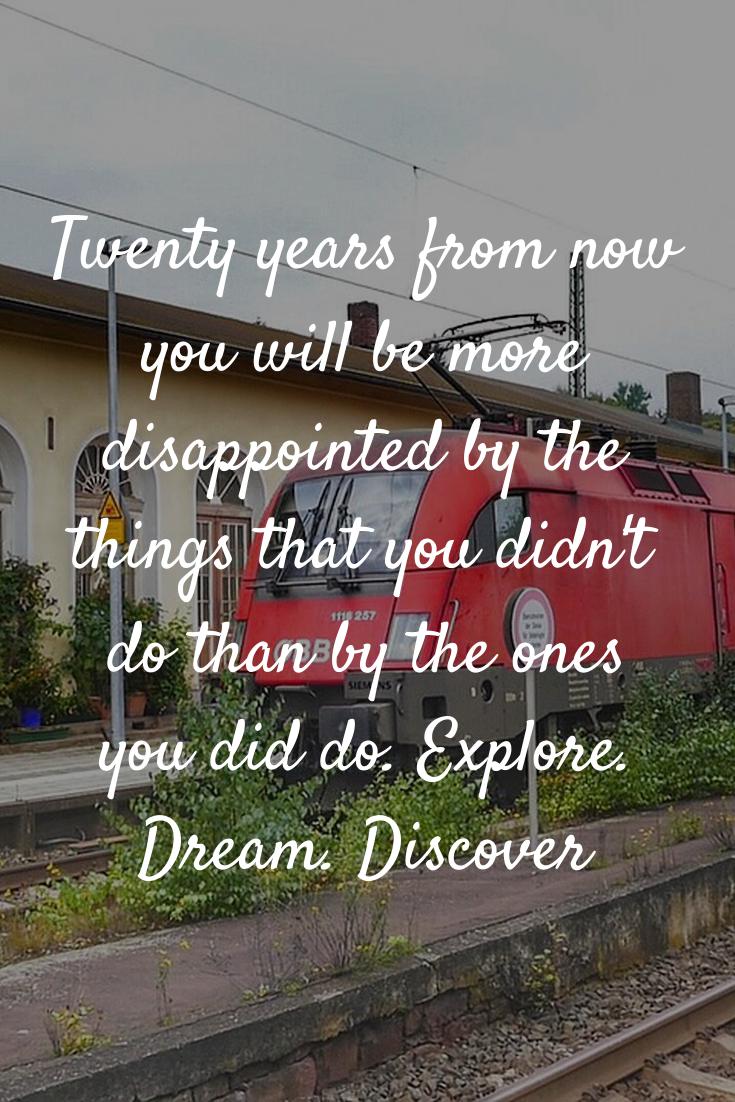 Twenty years from now
you will be more
disappointed by the
things that you didn't
do than by the ones
you did do. Explore.
Dream. Discover
1116 257
ÖBB
SIEMENS